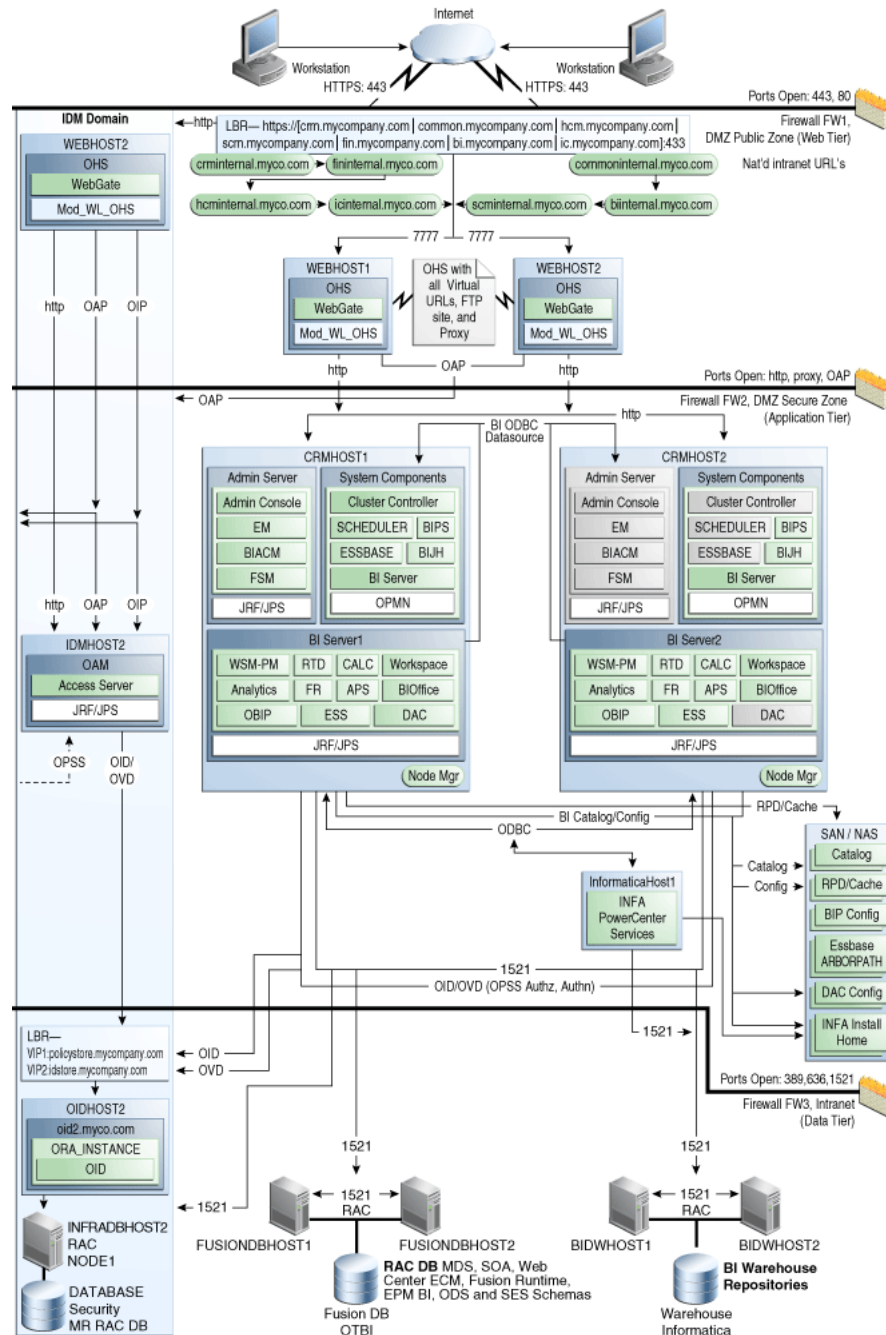 Internet
Workstation
Workstation
HTTPS: 443
HTTPS: 443
Ports Open: 443, 80
Firewall FW1,
DMZ Public Zone (Web Tier)
Nat'd intranet URL's
IDM Domain
WEBHOST2
OHS
WebGate
Mod_WL_OHS
http
LBR— https://[crm.mycompany.com | common.mycompany.com | hcm.mycompany.com |
scm.mycompany.com | fin.mycompany.com | bi.mycompany.com | ic.mycompany.com]:433
crminternal.myco.com
fininternal.myco.com
commoninternal.myco.com
hcminternal.myco.com
icinternal.myco.com
scminternal.myco.com
biinternal.myco.com
7777
7777
WEBHOST1
OHS
WebGate
Mod_WL_OHS
OHS with
all Virtual
URLs, FTP
site, and
Proxy
WEBHOST2
OHS
WebGate
Mod_WL_OHS
http
OAP
OIP
http
OAP
http
Ports Open: http, proxy, OAP
Firewall FW2, DMZ Secure Zone
(Application Tier)
OAP
http
BI ODBC
Datasource
CRMHOST1
Admin Server
Admin Console
EM
BIACM
FSM
JRF/JPS
System Components
Cluster Controller
SCHEDULER
BIPS
ESSBASE
BIJH
BI Server
OPMN
BI Server1
WSM-PM
RTD
CALC
Workspace
Analytics
FR
APS
BIOffice
OBIP
ESS
DAC
JRF/JPS
Node Mgr
CRMHOST2
Admin Server
Admin Console
EM
BIACM
FSM
JRF/JPS
System Components
Cluster Controller
SCHEDULER
BIPS
ESSBASE
BIJH
BI Server
OPMN
BI Server2
WSM-PM
RTD
CALC
Workspace
Analytics
FR
APS
BIOffice
OBIP
ESS
DAC
JRF/JPS
Node Mgr
http
OAP
OIP
IDMHOST2
OAM
Access Server
JRF/JPS
OPSS
OID/
OVD
RPD/Cache
BI Catalog/Config
ODBC
InformaticaHost1
INFA
PowerCenter
Services
Catalog
Config
SAN / NAS
Catalog
RPD/Cache
BIP Config
Essbase
ARBORPATH
DAC Config
INFA Install
Home
1521
OID/OVD (OPSS Authz, Authn)
1521
LBR—
VIP1:policystore.mycompany.com
VIP2:idstore.mycompany.com
OID
OVD
Ports Open: 389,636,1521
Firewall FW3, Intranet
(Data Tier)
OIDHOST2
oid2.myco.com
ORA_INSTANCE
OID
1521
1521
1521
INFRADBHOST2
RAC
NODE1
DATABASE
Security
MR RAC DB
1521
RAC
FUSIONDBHOST1
FUSIONDBHOST2
RAC DB MDS, SOA, Web
Center ECM, Fusion Runtime,
EPM BI, ODS and SES Schemas
Fusion DB
OTBI
1521
RAC
BIDWHOST1
BIDWHOST2
BI Warehouse
Repositories
Warehouse
Informatica